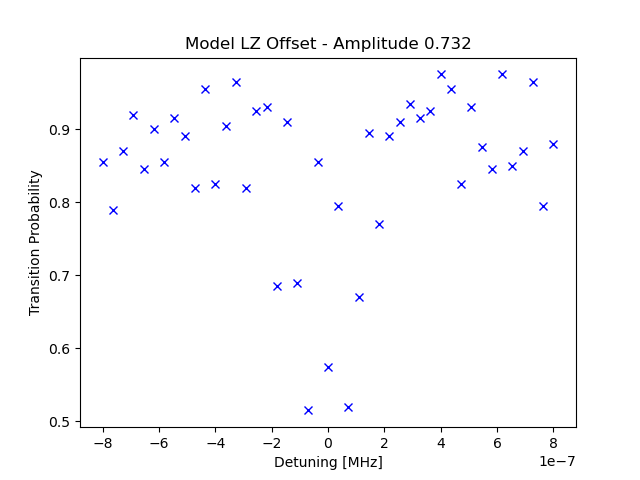 Model LZ Offset - Amplitude 0.732
Transition Probability
0.9
0.8
0.7
0.6
0.5
−8 −6 −4 −2 0 2 4 6 8
1e−7
Detuning [MHz]